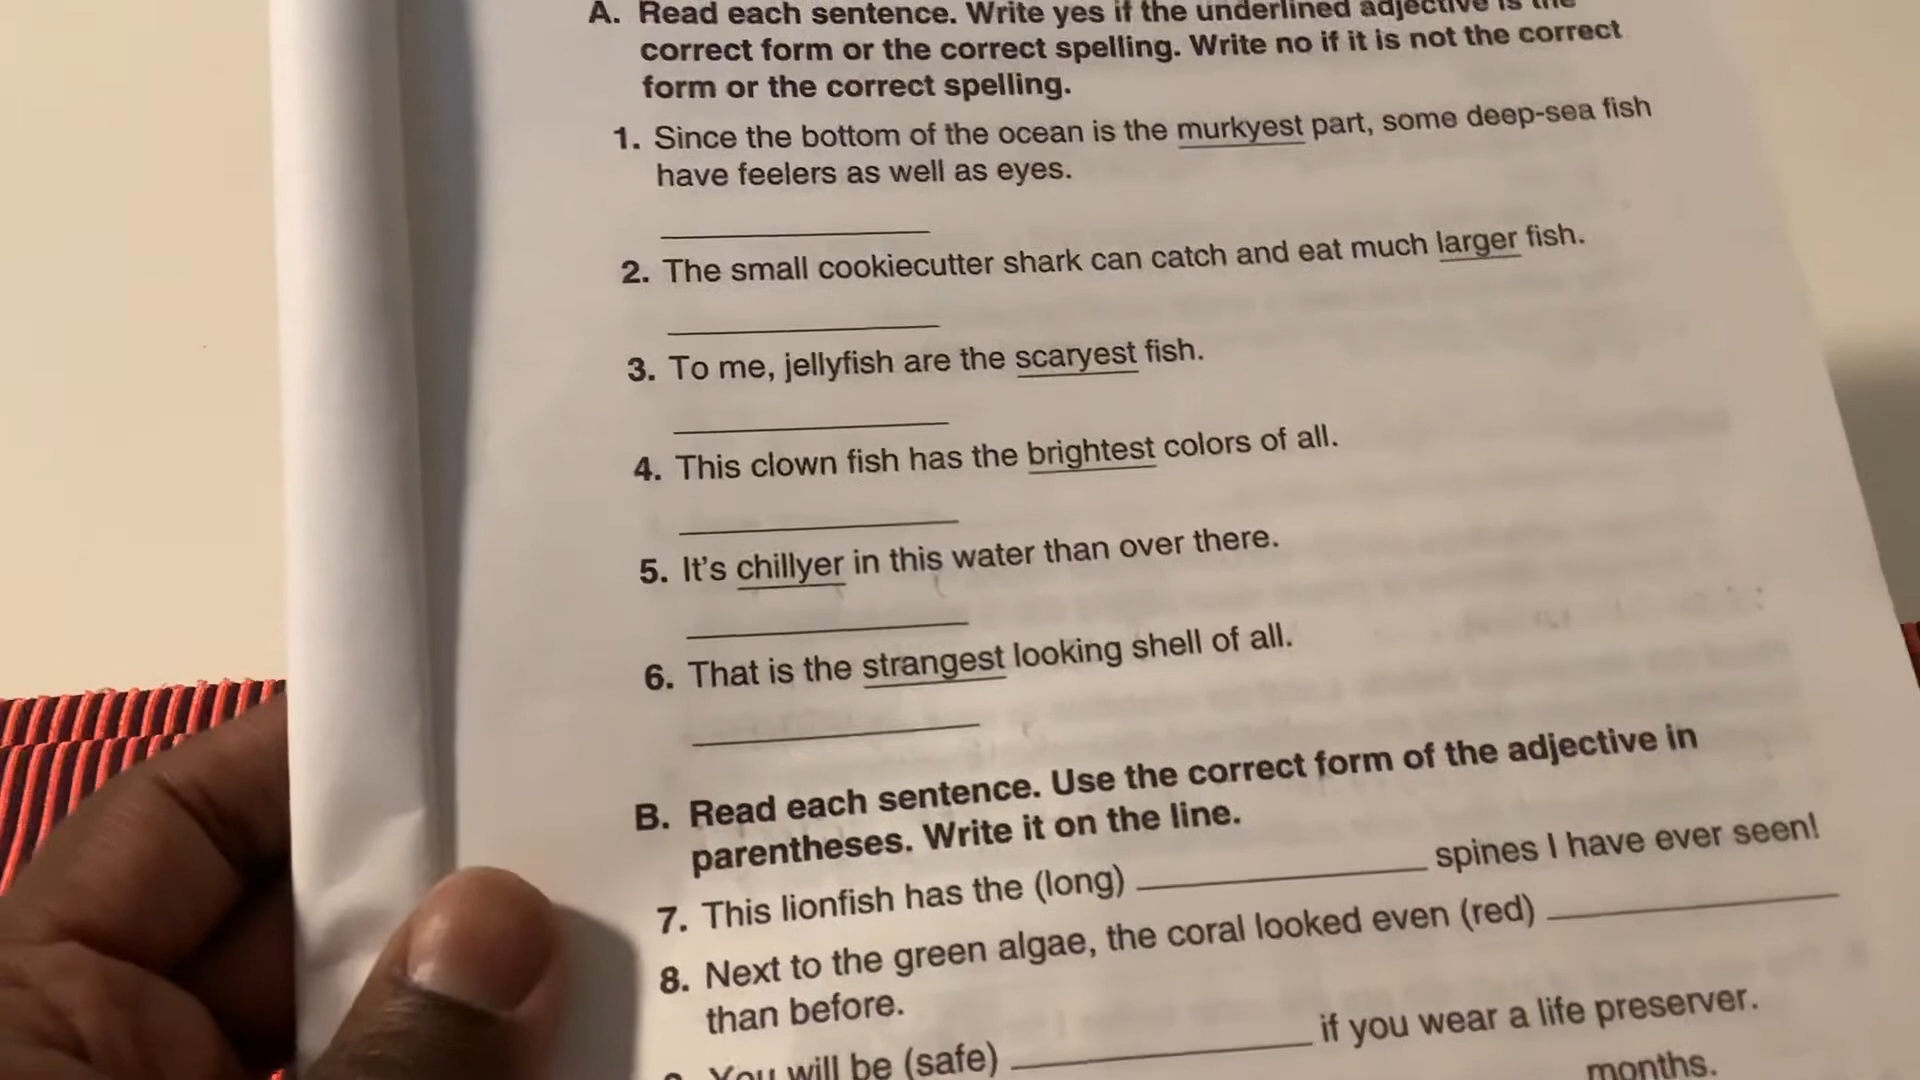 A. Read each sentence. Write yes if the underlined adjective is the
correct form or the correct spelling. Write no if it is not the correct
form or the correct spelling.
1. Since the bottom of the ocean is the murkyest part, some deep-sea fish
have feelers as well as eyes.
2. The small cookiecutter shark can catch and eat much larger fish.
3. To me, jellyfish are the scaryest fish.
4. This clown fish has the brightest colors of all.
5. It's chillyer in this water than over there.
6. That is the strangest looking shell of all.
B. Read each sentence. Use the correct form of the adjective in
parentheses. Write it on the line.
7. This lionfish has the (long) ____________ spines I have ever seen!
8. Next to the green algae, the coral looked even (red) ____________
than before.
You will be (safe) ____________ if you wear a life preserver.
months.